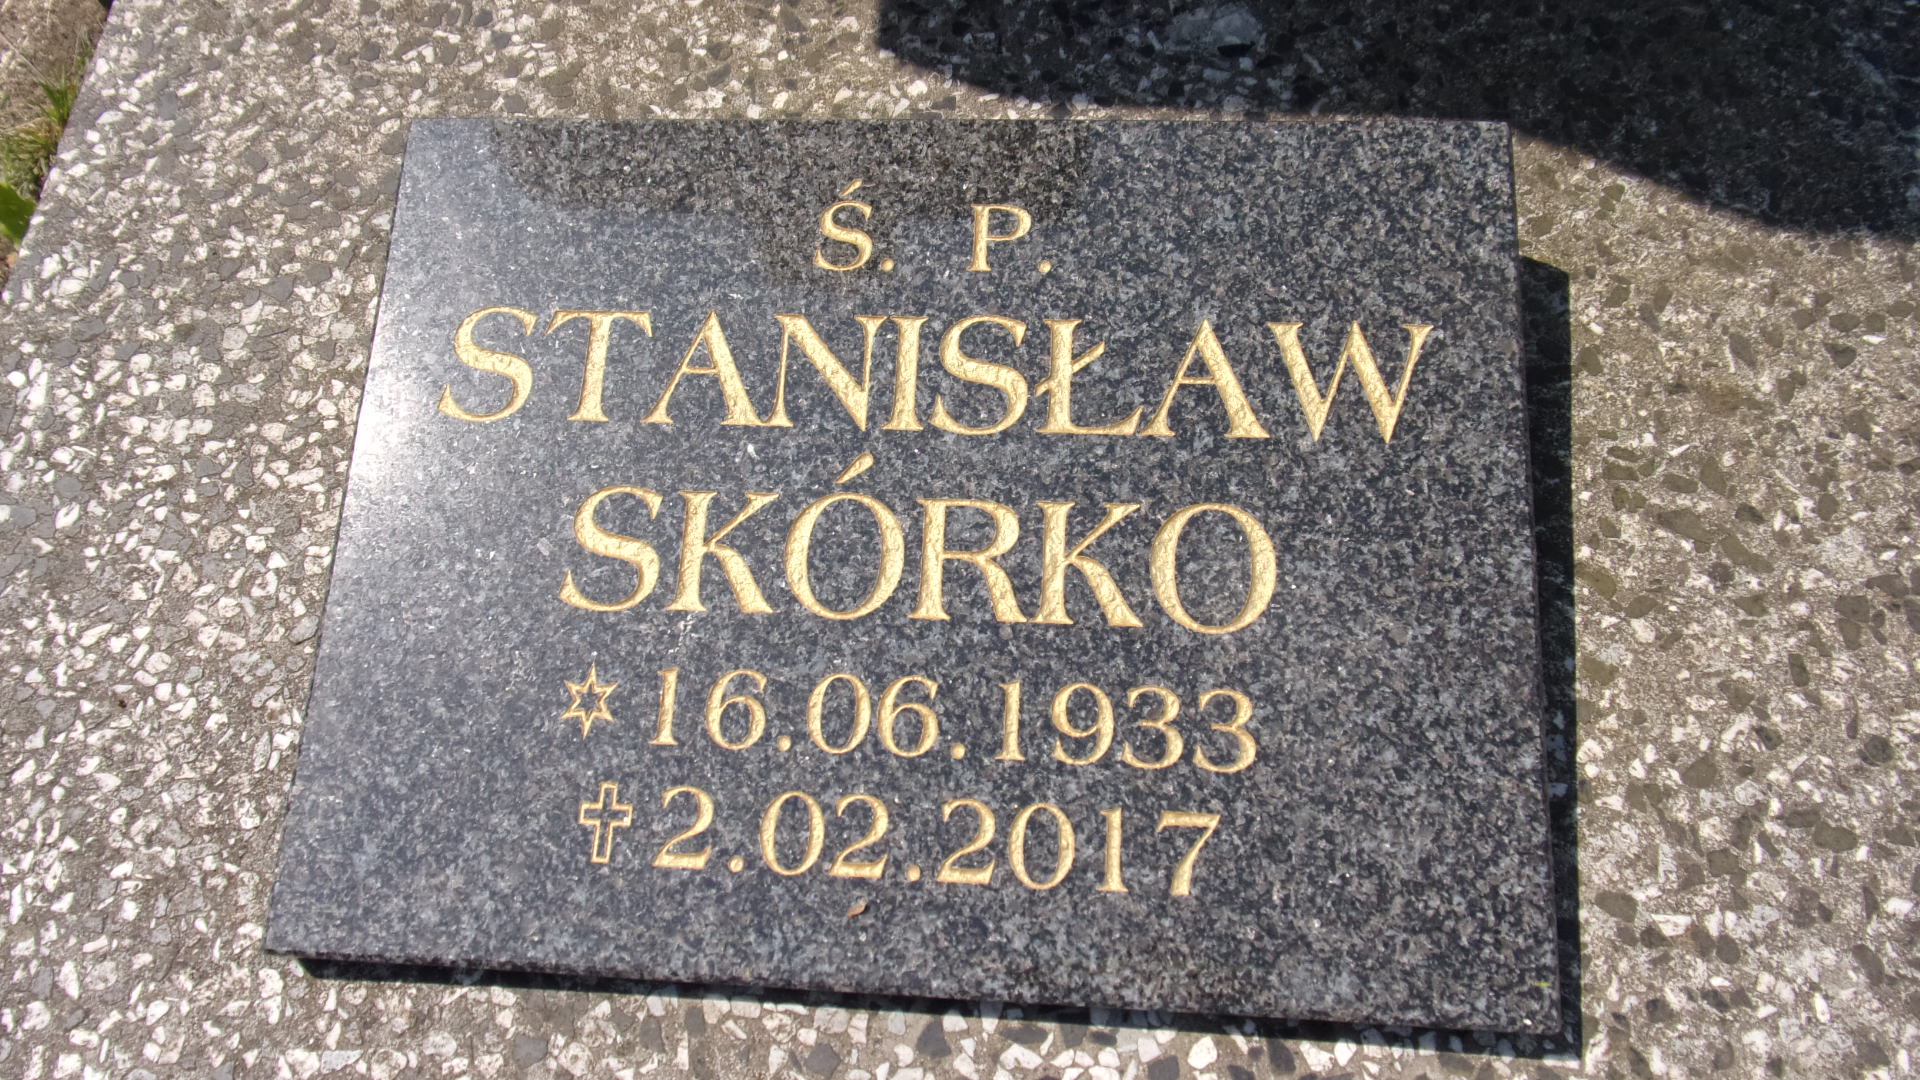 Ś. P.
STANISŁAW
SKÓRKO
16.06.1933
2.02.2017